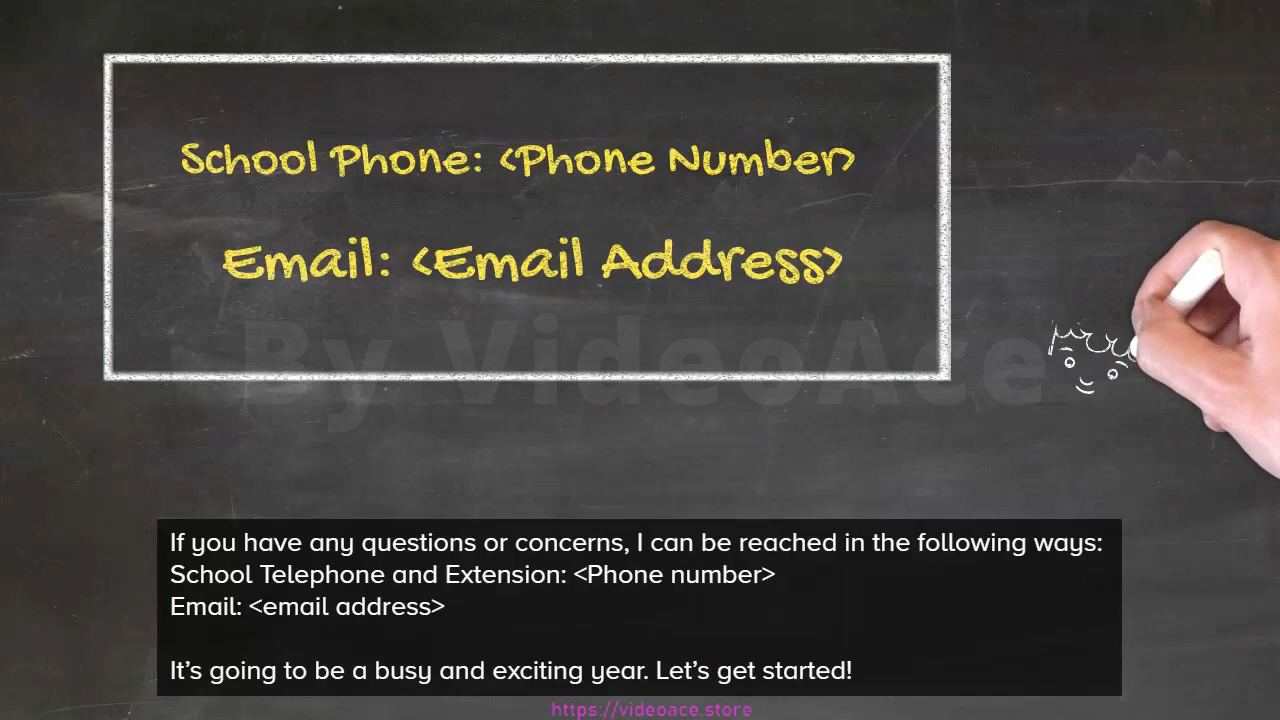 School Phone: <Phone Number>
Email: <Email Address>
By VideoAce
If you have any questions or concerns, I can be reached in the following ways:
School Telephone and Extension: <Phone number>
Email: <email address>
It’s going to be a busy and exciting year. Let’s get started!
https://videoace.store